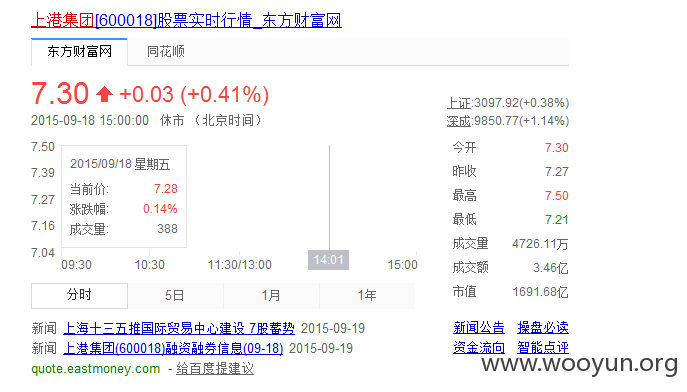 上港集团[600018]股票实时行情_东方财富网
东方财富网 同花顺
7.30 +0.03 (+0.41%)
2015-09-18 15:00:00 休市 （北京时间）
上证:3097.92(+0.38%)
深成:9850.77(+1.14%)
7.50
7.39
7.27
7.16
7.04
2015/09/18 星期五
当前价: 7.28
涨跌幅: 0.14%
成交量: 388
09:30 10:30 11:30/13:00 14:01 15:00
今开 7.30
昨收 7.27
最高 7.50
最低 7.21
成交量 4726.11万
成交额 3.46亿
市值 1691.68亿
分时 5日 1月 1年
新闻 上海十三五推国际贸易中心建设 7股蓄势 2015-09-19
新闻 上港集团(600018)融资融券信息(09-18) 2015-09-19
新闻公告 操盘必读
资金流向 智能点评
quote.eastmoney.com - 给百度提建议
www.wooyun.org